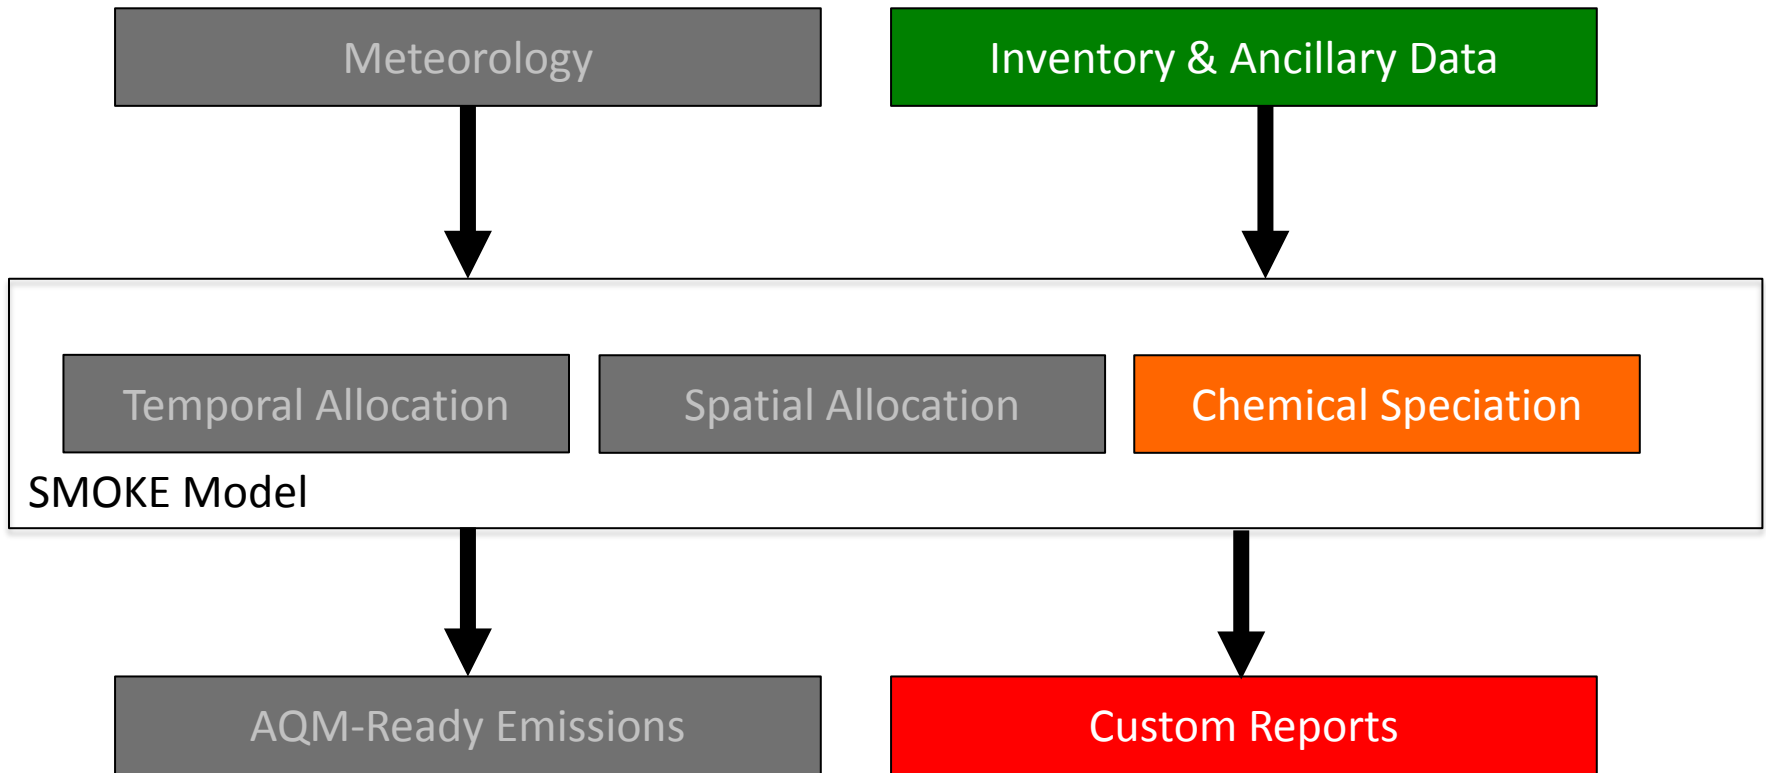 Meteorology
Inventory & Ancillary Data
Temporal Allocation
Spatial Allocation
Chemical Speciation
SMOKE Model
AQM-Ready Emissions
Custom Reports